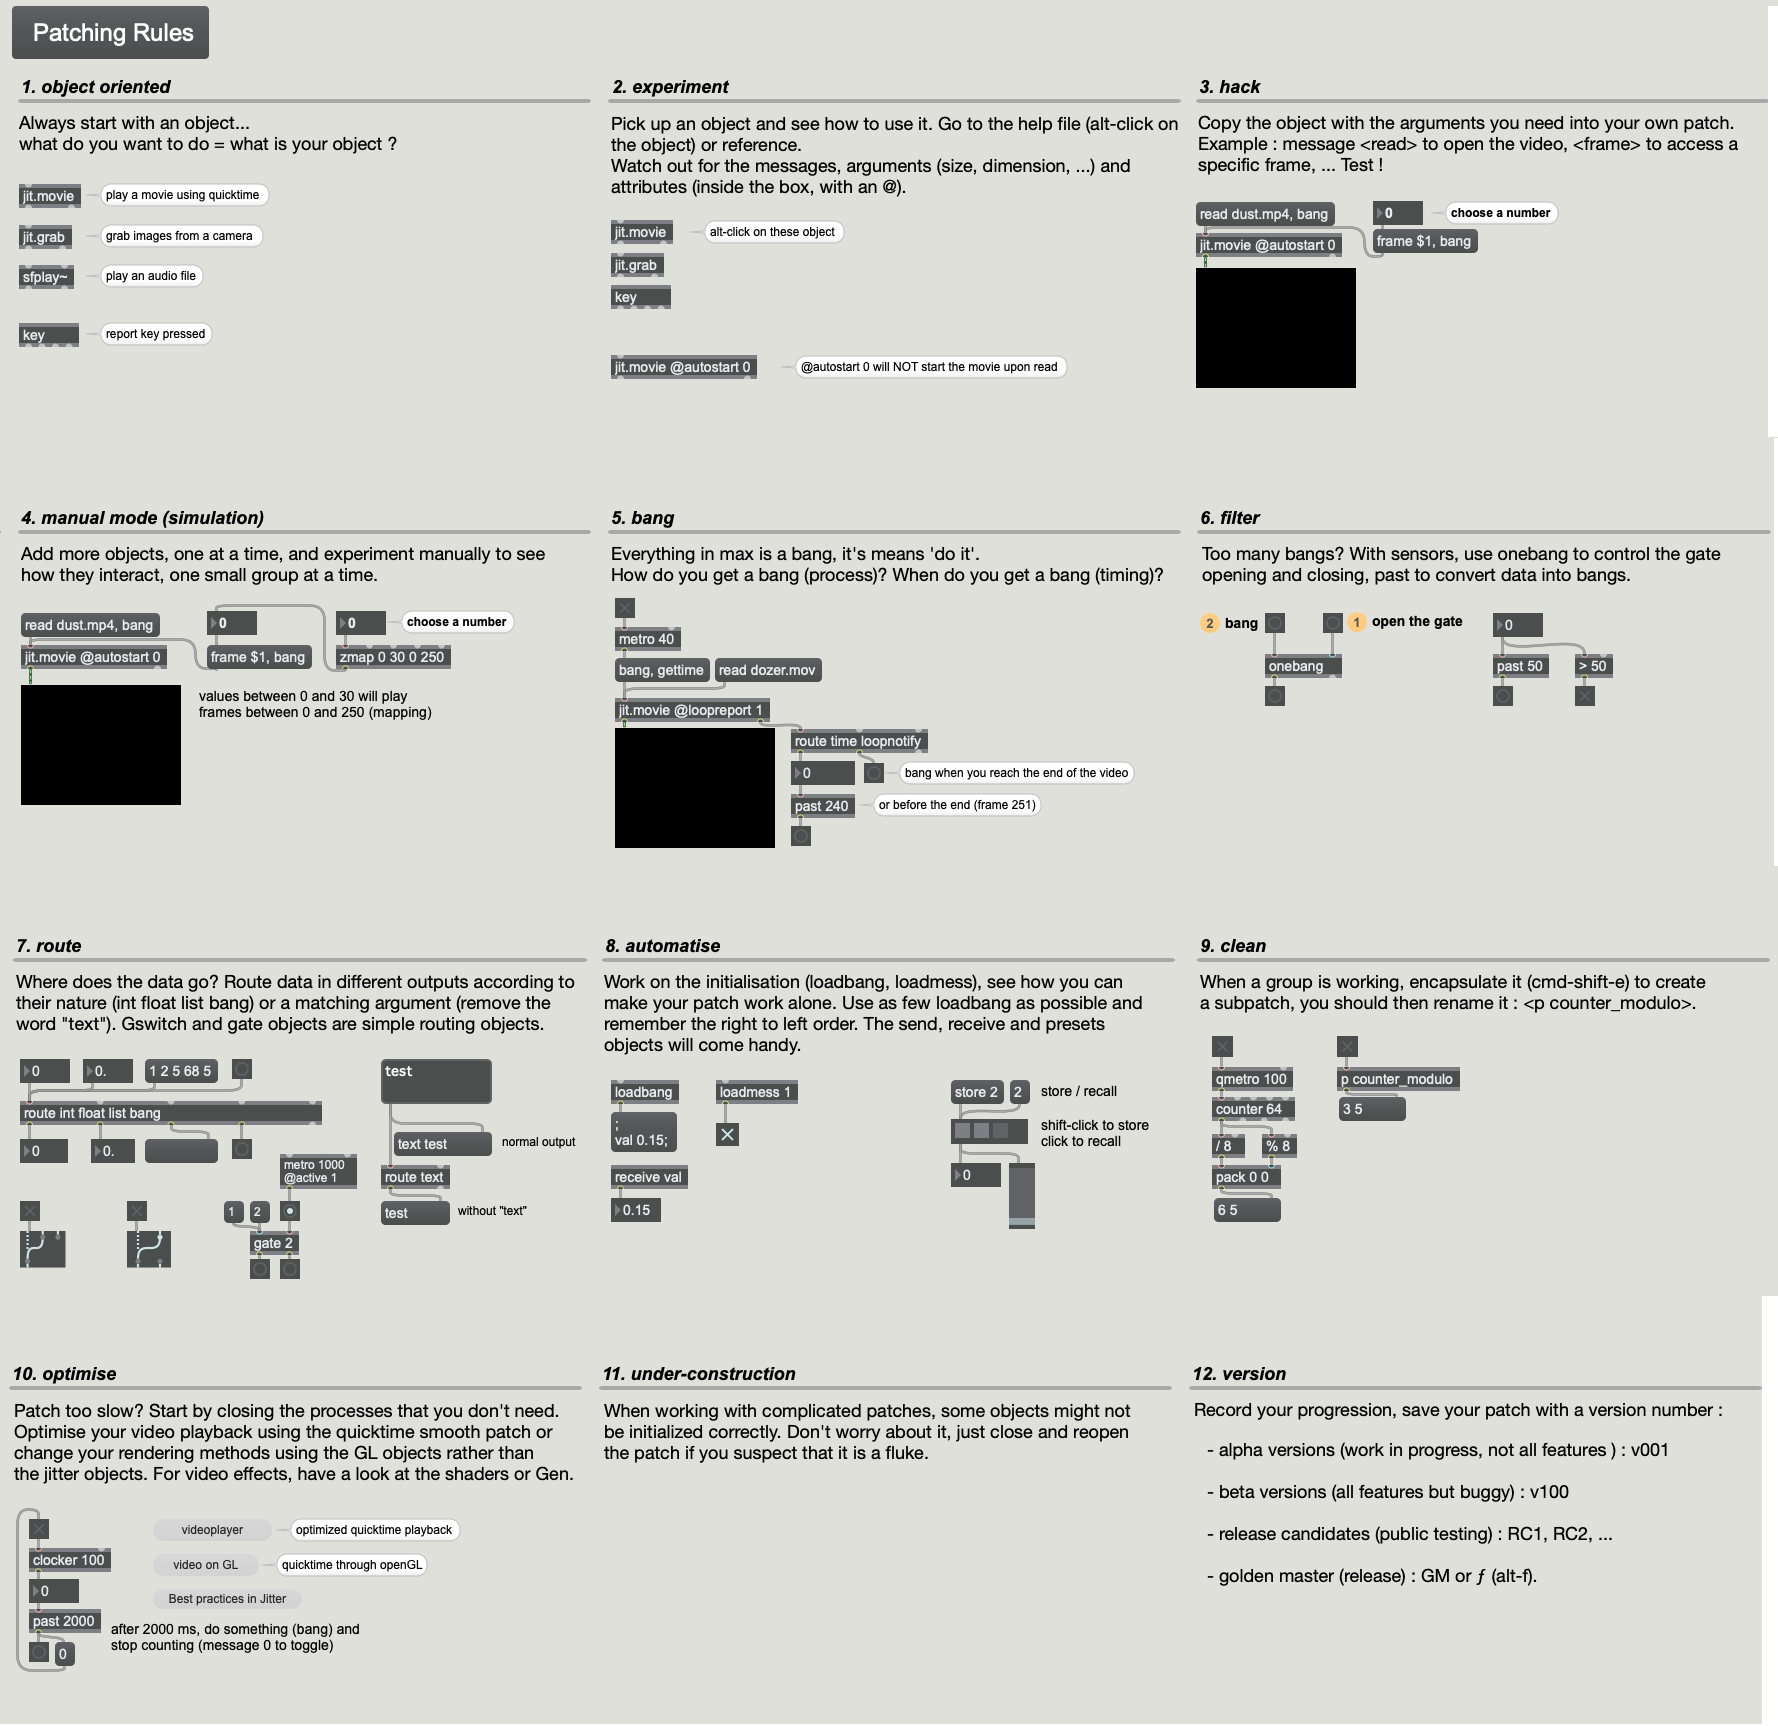 Patching Rules
1. object oriented
Always start with an object...
what do you want to do = what is your object ?
jit.movie
play a movie using quicktime
jit.grab
grab images from a camera
sfplay~
play an audio file
key
report key pressed
2. experiment
Pick up an object and see how to use it. Go to the help file (alt-click on
the object) or reference.
Watch out for the messages, arguments (size, dimension, ...) and
attributes (inside the box, with an @).
jit.movie
alt-click on these object
jit.grab
key
jit.movie @autostart 0
@autostart 0 will NOT start the movie upon read
3. hack
Copy the object with the arguments you need into your own patch.
Example : message <read> to open the video, <frame> to access a
specific frame, ... Test !
read dust.mp4, bang
0
choose a number
jit.movie @autostart 0
frame $1, bang
4. manual mode (simulation)
Add more objects, one at a time, and experiment manually to see
how they interact, one small group at a time.
read dust.mp4, bang
0
0
choose a number
jit.movie @autostart 0
frame $1, bang
zmap 0 30 0 250
values between 0 and 30 will play
frames between 0 and 250 (mapping)
5. bang
Everything in max is a bang, it's means 'do it'.
How do you get a bang (process)? When do you get a bang (timing)?
metro 40
bang, gettime
read dozer.mov
jit.movie @loopreport 1
route time loopnotify
0
bang when you reach the end of the video
past 240
or before the end (frame 251)
6. filter
Too many bangs? With sensors, use onebang to control the gate
opening and closing, past to convert data into bangs.
2 bang
1 open the gate
0
onebang
past 50
> 50
7. route
Where does the data go? Route data in different outputs according to
their nature (int float list bang) or a matching argument (remove the
word "text"). Gswitch and gate objects are simple routing objects.
0
0.
1 2 5 68 5
route int float list bang
0
0.
test
text test
normal output
route text
test
without "text"
metro 1000
@active 1
1
2
gate 2
8. automatise
Work on the initialisation (loadbang, loadmess), see how you can
make your patch work alone. Use as few loadbang as possible and
remember the right to left order. The send, receive and presets
objects will come handy.
loadbang
loadmess 1
;
val 0.15;
receive val
0.15
store 2
2
store / recall
shift-click to store
click to recall
0
9. clean
When a group is working, encapsulate it (cmd-shift-e) to create
a subpatch, you should then rename it : <p counter_modulo>.
qmetro 100
p counter_modulo
counter 64
3 5
/ 8
% 8
pack 0 0
6 5
10. optimise
Patch too slow? Start by closing the processes that you don't need.
Optimise your video playback using the quicktime smooth patch or
change your rendering methods using the GL objects rather than
the jitter objects. For video effects, have a look at the shaders or Gen.
videoplayer
optimized quicktime playback
clocker 100
video on GL
quicktime through openGL
0
Best practices in Jitter
past 2000
after 2000 ms, do something (bang) and
stop counting (message 0 to toggle)
0
11. under-construction
When working with complicated patches, some objects might not
be initialized correctly. Don't worry about it, just close and reopen
the patch if you suspect that it is a fluke.
12. version
Record your progression, save your patch with a version number :
- alpha versions (work in progress, not all features ) : v001
- beta versions (all features but buggy) : v100
- release candidates (public testing) : RC1, RC2, ...
- golden master (release) : GM or ƒ (alt-f).